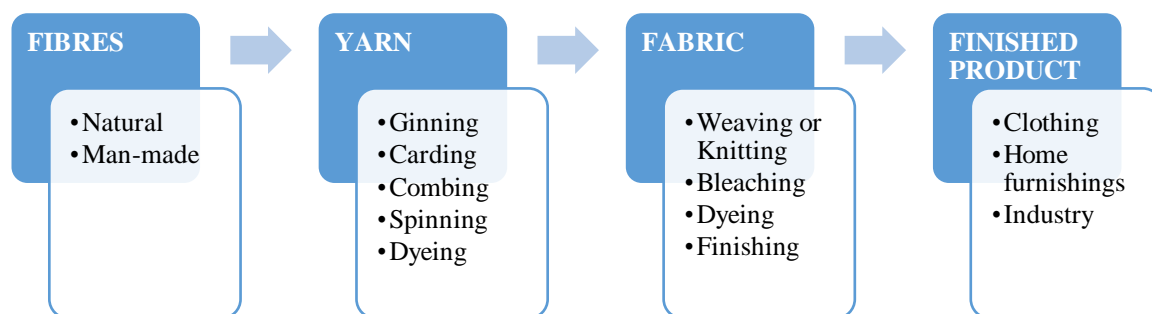 FIBRES
•Natural
•Man-made
YARN
•Ginning
•Carding
•Combing
•Spinning
•Dyeing
FABRIC
•Weaving or
Knitting
•Bleaching
•Dyeing
•Finishing
FINISHED
PRODUCT
•Clothing
•Home
furnishings
•Industry